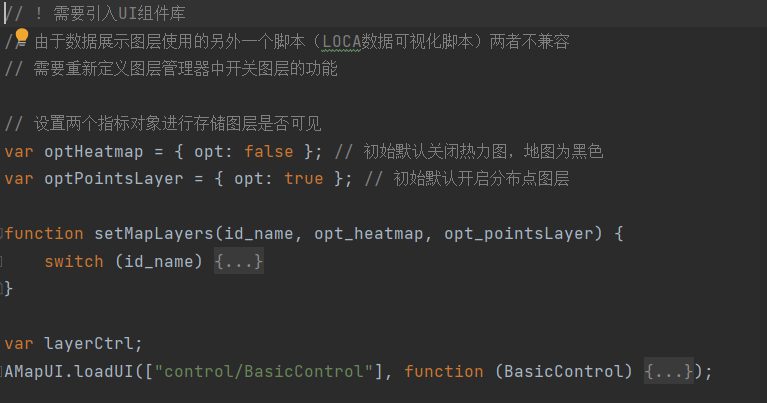 // ! 需要引入UI组件库
// 由于数据展示图层使用的另外一个脚本（LOCA数据可视化脚本）两者不兼容
// 需要重新定义图层管理器中开关图层的功能
// 设置两个指标对象进行存储图层是否可见
var optHeatmap = { opt: false }; // 初始默认关闭热力图，地图为黑色
var optPointsLayer = { opt: true }; // 初始默认开启分布点图层
function setMapLayers(id_name, opt_heatmap, opt_pointsLayer) {
switch (id_name) {...}
}
var layerCtrl;
AMapUI.loadUI(["control/BasicControl"], function (BasicControl) {...});